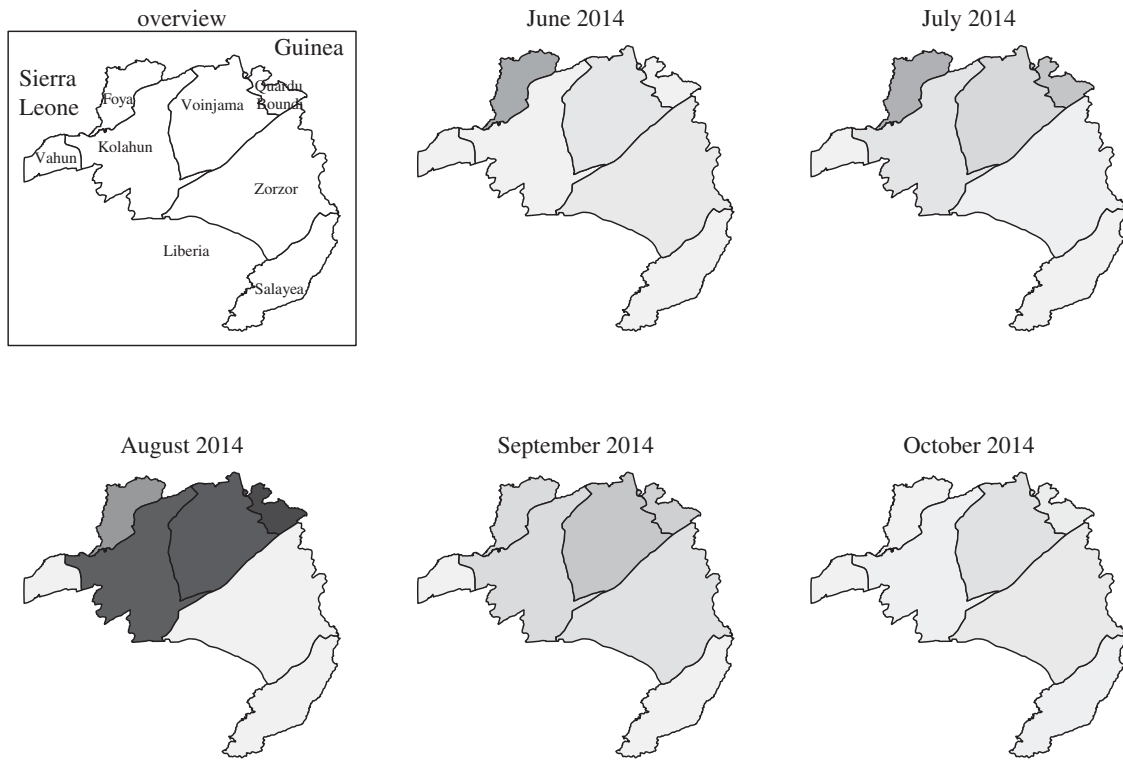 overview
June 2014
July 2014
Guinea
Sierra
Leone
Foya
Voinjama
Quardu
Bound
Kolahun
Vahun
Zorzor
Liberia
Salayea
August 2014
September 2014
October 2014